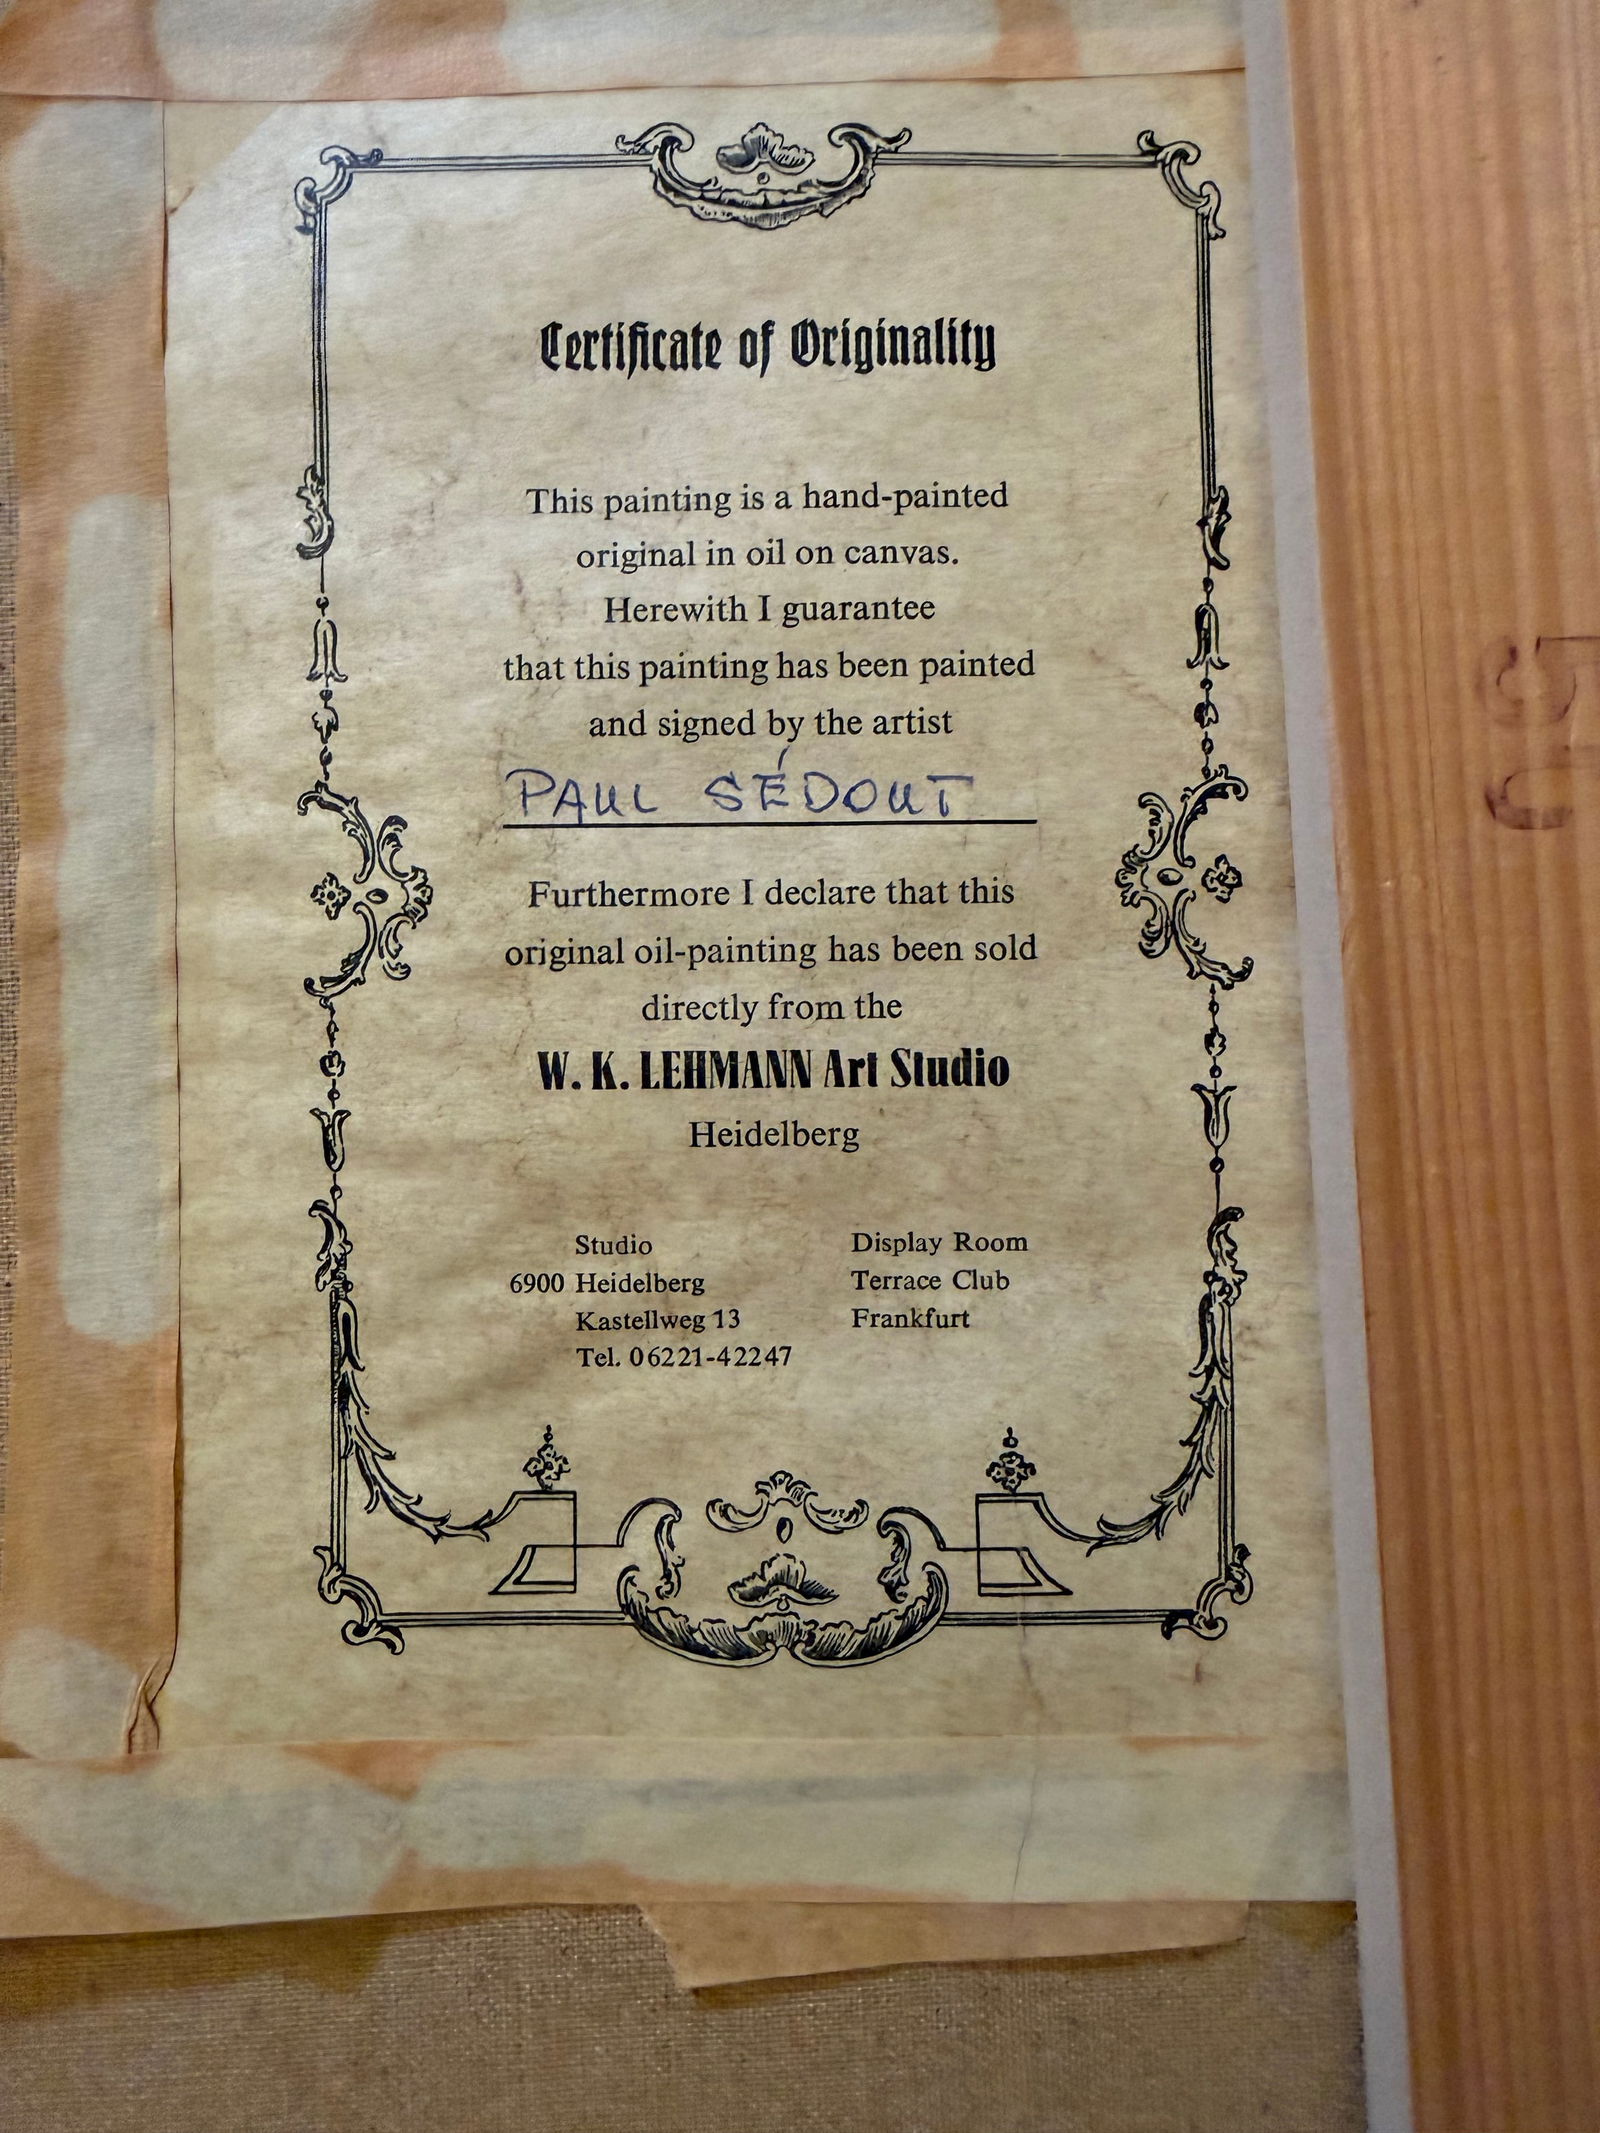 Certificate of Originality
This painting is a hand-painted
original in oil on canvas.
Herewith I guarantee
that this painting has been painted
and signed by the artist
PAUL SÉDOUT
Furthermore I declare that this
original oil-painting has been sold
directly from the
W. K. LEHMANN Art Studio
Heidelberg
Studio
6900 Heidelberg
Kastellweg 13
Tel. 06221-42247
Display Room
Terrace Club
Frankfurt